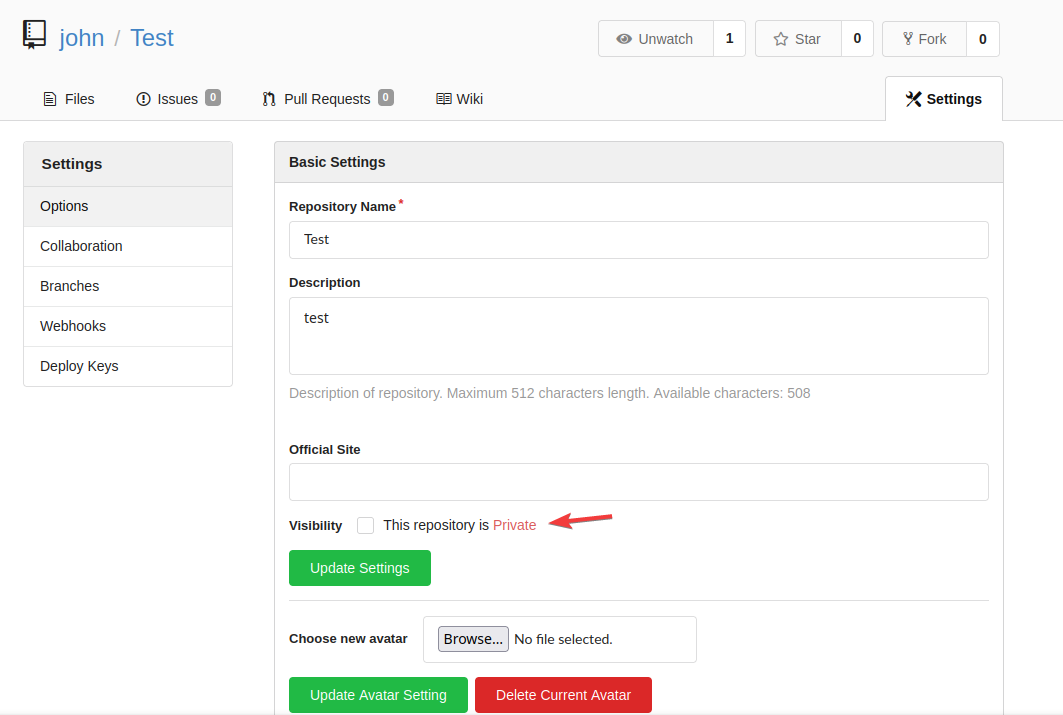 john / Test
Unwatch 1 Star 0 Fork 0
Files Issues 0 Pull Requests 0 Wiki Settings
Settings
Options
Collaboration
Branches
Webhooks
Deploy Keys
Basic Settings
Repository Name *
Test
Description
test
Description of repository. Maximum 512 characters length. Available characters: 508
Official Site
Visibility This repository is Private
Update Settings
Choose new avatar Browse... No file selected.
Update Avatar Setting Delete Current Avatar